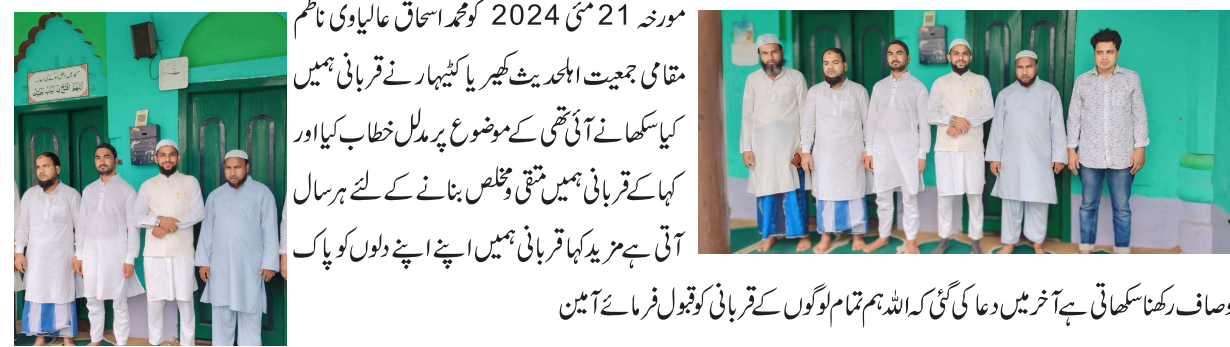 مورخہ 21 مئی 2024 کو محمد اسحاق عالیاوی ناظم
مقامی جمعیت اہلحدیث کھیریا کٹیہار نے قربانی ہمیں
کیا سکھانے آئی تھی کے موضوع پر مدلل خطاب کیا اور
کہا کے قربانی ہمیں متقی و مخلص بنانے کے لئے ہر سال
آتی ہے مزید کہا قربانی ہمیں اپنے اپنے دلوں کو پاک
وصاف رکھنا سکھاتی ہے آخر میں دعا کی گئی کہ اللہ ہم تمام لوگوں کے قربانی کو قبول فرمائے آمین